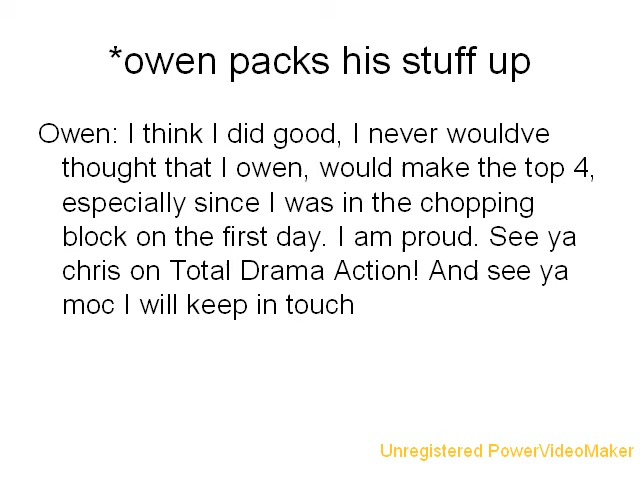 *owen packs his stuff up
Owen: I think I did good, I never wouldve
thought that I owen, would make the top 4,
especially since I was in the chopping
block on the first day. I am proud. See ya
chris on Total Drama Action! And see ya
moc I will keep in touch
Unregistered PowerVideoMaker